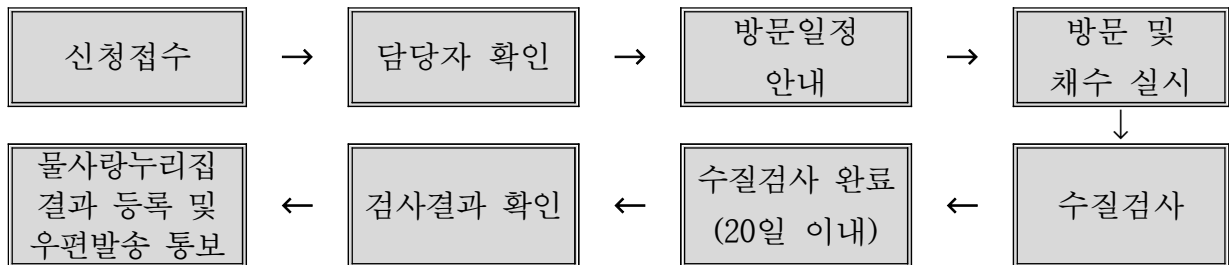 신청접수
→
담당자 확인
→
방문일정
안내
→
방문 및
채수 실시
↓
수질검사
←
수질검사 완료
(20일 이내)
←
검사결과 확인
←
물사랑누리집
결과 등록 및
우편발송 통보